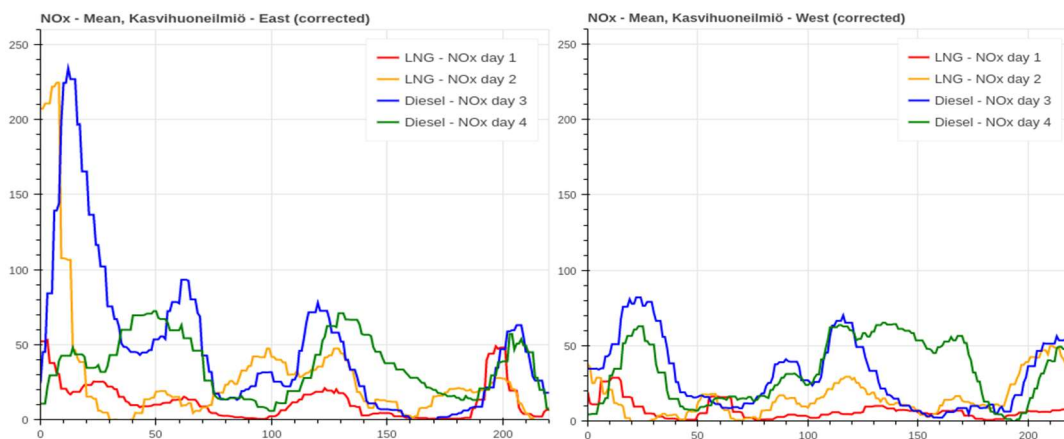 NOx - Mean, Kasvihuoneilmiö - East (corrected)
250
200
150
100
50
0
0 50 100 150 200
LNG - NOx day 1
LNG - NOx day 2
Diesel - NOx day 3
Diesel - NOx day 4
NOx - Mean, Kasvihuoneilmiö - West (corrected)
250
200
150
100
50
0
0 50 100 150 200
LNG - NOx day 1
LNG - NOx day 2
Diesel - NOx day 3
Diesel - NOx day 4